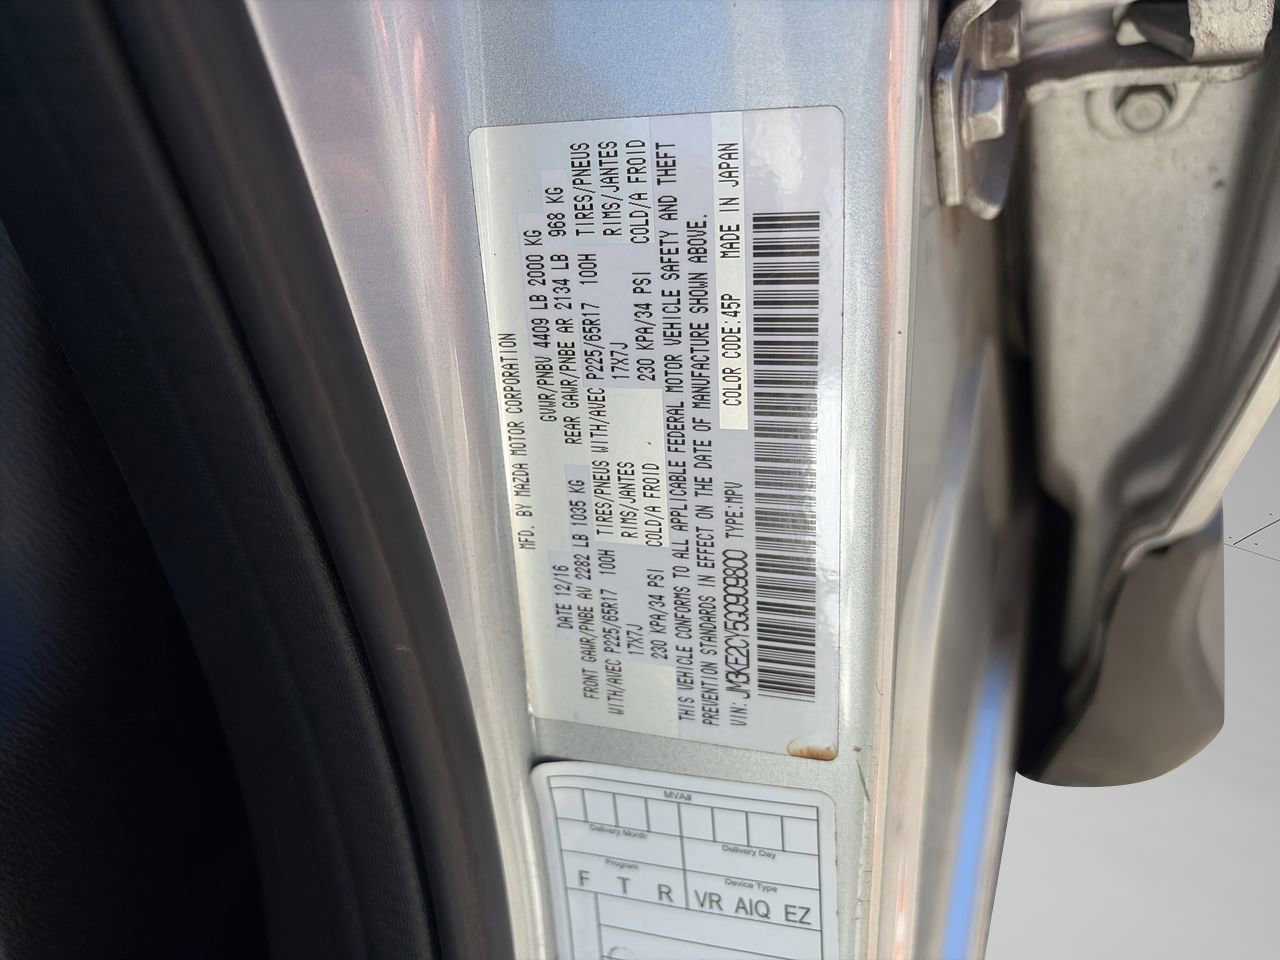 MFD. BY MAZDA MOTOR CORPORATION
DATE 12/16 GVWR/PNBV 4409 LB 2000 KG
FRONT GAWR/PNBE AV 2282 LB 1035 KG REAR GAWR/PNBE AR 2134 LB 968 KG
WITH/AVEC P225/65R17 100H TIRES/PNEUS WITH/AVEC P225/65R17 100H TIRES/PNEUS
17X7J RIMS/JANTES 17X7J RIMS/JANTES
230 KPA/34 PSI COLD/A FROID 230 KPA/34 PSI COLD/A FROID
THIS VEHICLE CONFORMS TO ALL APPLICABLE FEDERAL MOTOR VEHICLE SAFETY AND THEFT
PREVENTION STANDARDS IN EFFECT ON THE DATE OF MANUFACTURE SHOWN ABOVE.
VIN: JM3KE2CY5G0909800 TYPE:MPV COLOR CODE:45P MADE IN JAPAN
MVA#
Delivery Month Delivery Day
Program Device Type
F T R VR AIQ EZ